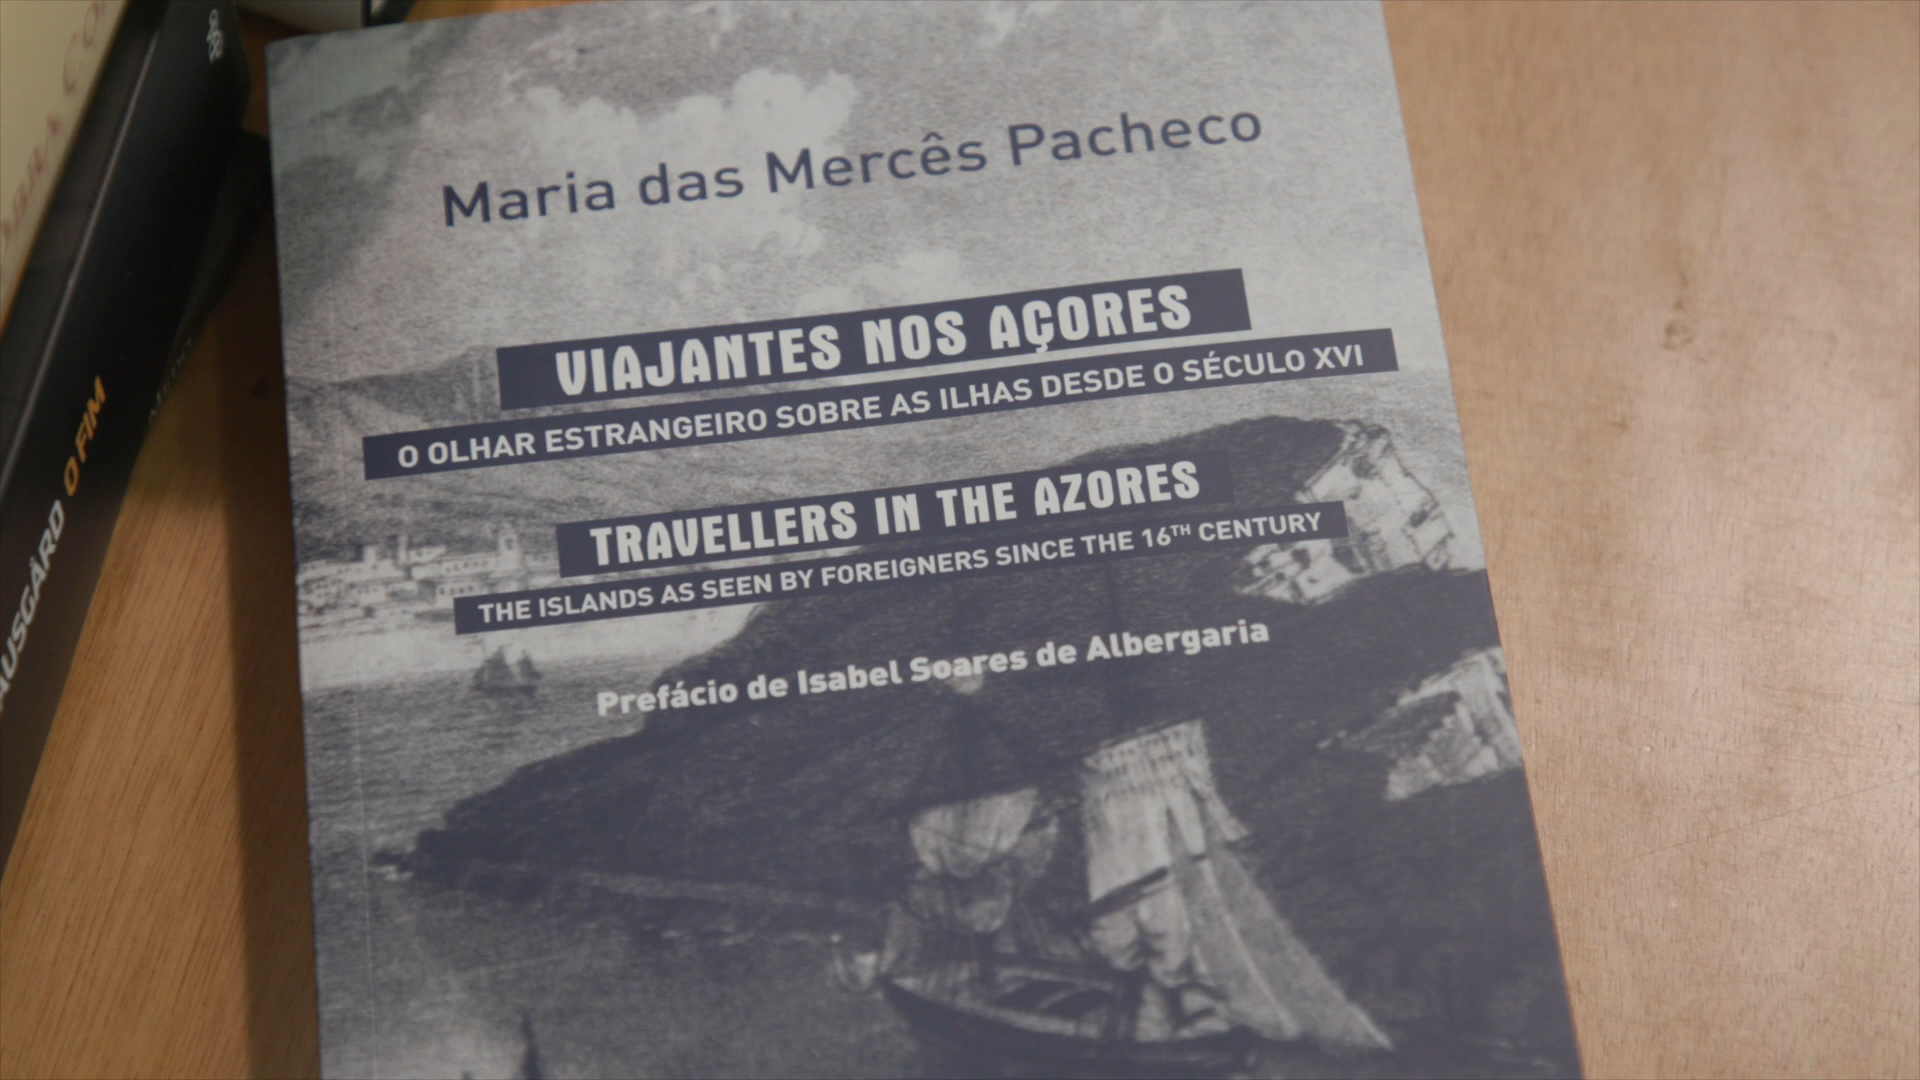 Maria das Mercês Pacheco
VIAJANTES NOS AÇORES
O OLHAR ESTRANGEIRO SOBRE AS ILHAS DESDE O SÉCULO XVI
TRAVELLERS IN THE AZORES
THE ISLANDS AS SEEN BY FOREIGNERS SINCE THE 16TH CENTURY
Prefácio de Isabel Soares de Albergaria
AUSGÅRD O FIM